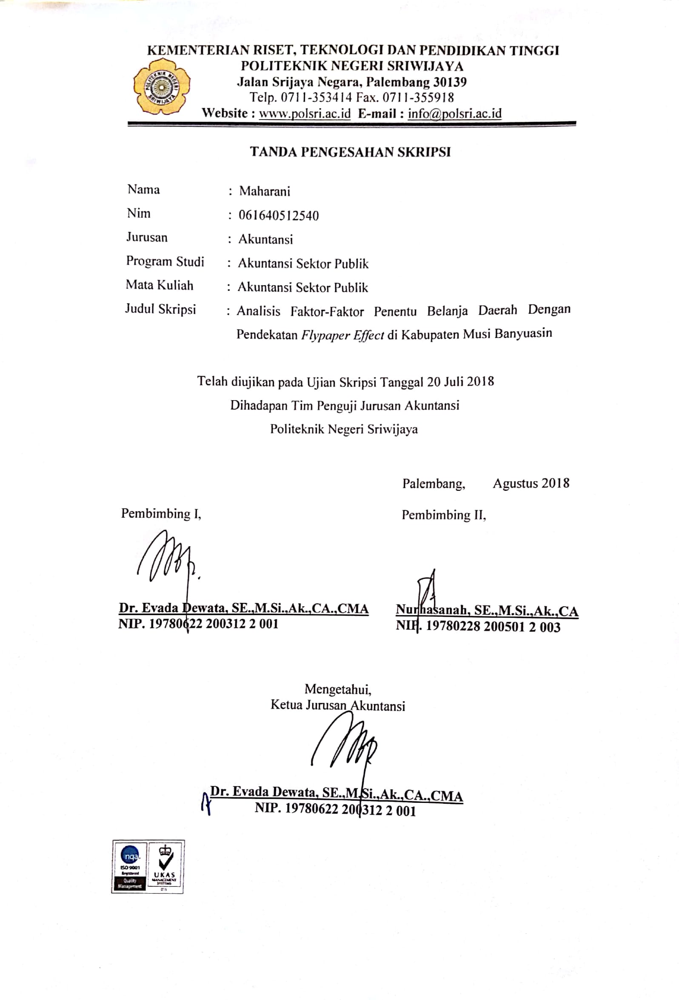 KEMENTERIAN RISET, TEKNOLOGI DAN PENDIDIKAN TINGGI
POLITEKNIK NEGERI SRIWIJAYA
Jalan Srijaya Negara, Palembang 30139
Telp. 0711-353414 Fax. 0711-355918
Website : www.polsri.ac.id E-mail : info@polsri.ac.id
POLITEKNIK NEGERI SRIWIJAYA
TANDA PENGESAHAN SKRIPSI
Nama : Maharani
Nim : 061640512540
Jurusan : Akuntansi
Program Studi : Akuntansi Sektor Publik
Mata Kuliah : Akuntansi Sektor Publik
Judul Skripsi : Analisis Faktor-Faktor Penentu Belanja Daerah Dengan
Pendekatan Flypaper Effect di Kabupaten Musi Banyuasin
Telah diujikan pada Ujian Skripsi Tanggal 20 Juli 2018
Dihadapan Tim Penguji Jurusan Akuntansi
Politeknik Negeri Sriwijaya
Palembang, Agustus 2018
Pembimbing I, Pembimbing II,
Dr. Evada Dewata, SE.,M.Si.,Ak.,CA.,CMA Nurhasanah, SE.,M.Si.,Ak.,CA
NIP. 19780622 200312 2 001 NIP. 19780228 200501 2 003
Mengetahui,
Ketua Jurusan Akuntansi
Dr. Evada Dewata, SE.,M.Si.,Ak.,CA.,CMA
NIP. 19780622 200312 2 001
nqa.
ISO 9001
Registered
Quality
Management
UKAS
MANAGEMENT
SYSTEMS
015